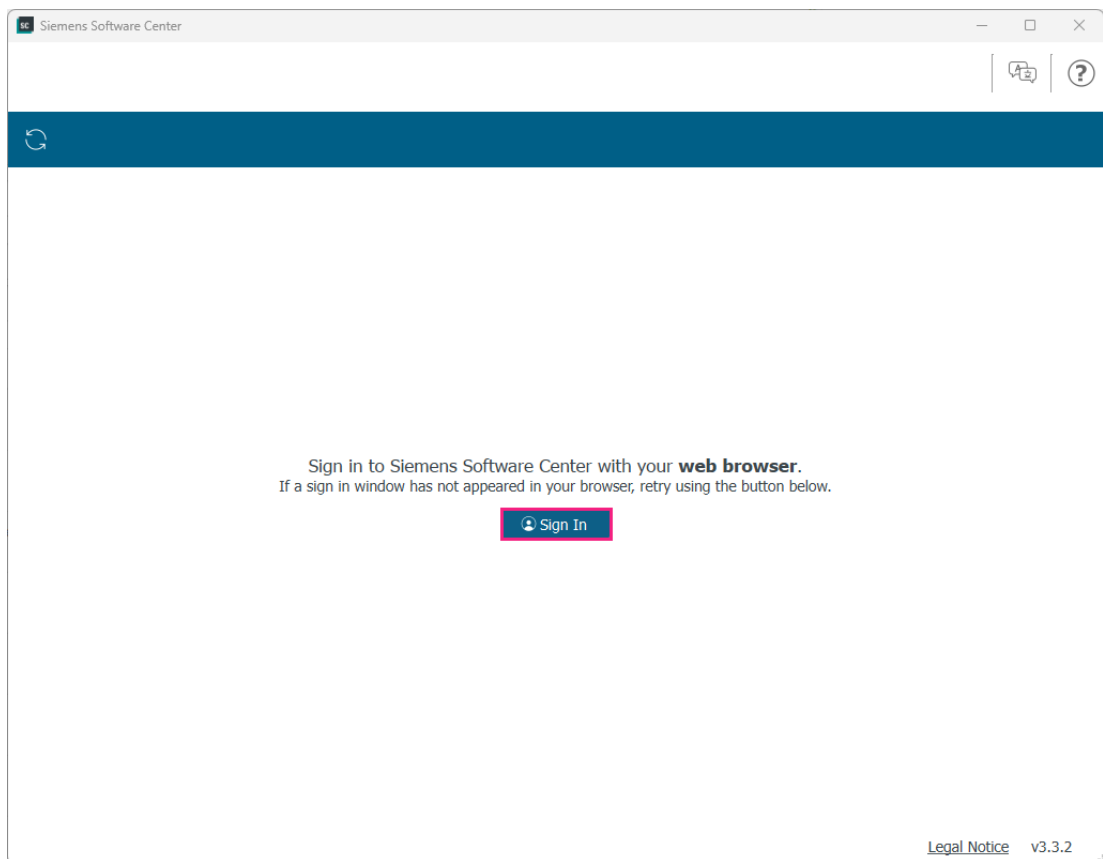 SC Siemens Software Center
A 文 ?
Sign in to Siemens Software Center with your web browser.
If a sign in window has not appeared in your browser, retry using the button below.
Sign In
Legal Notice v3.3.2